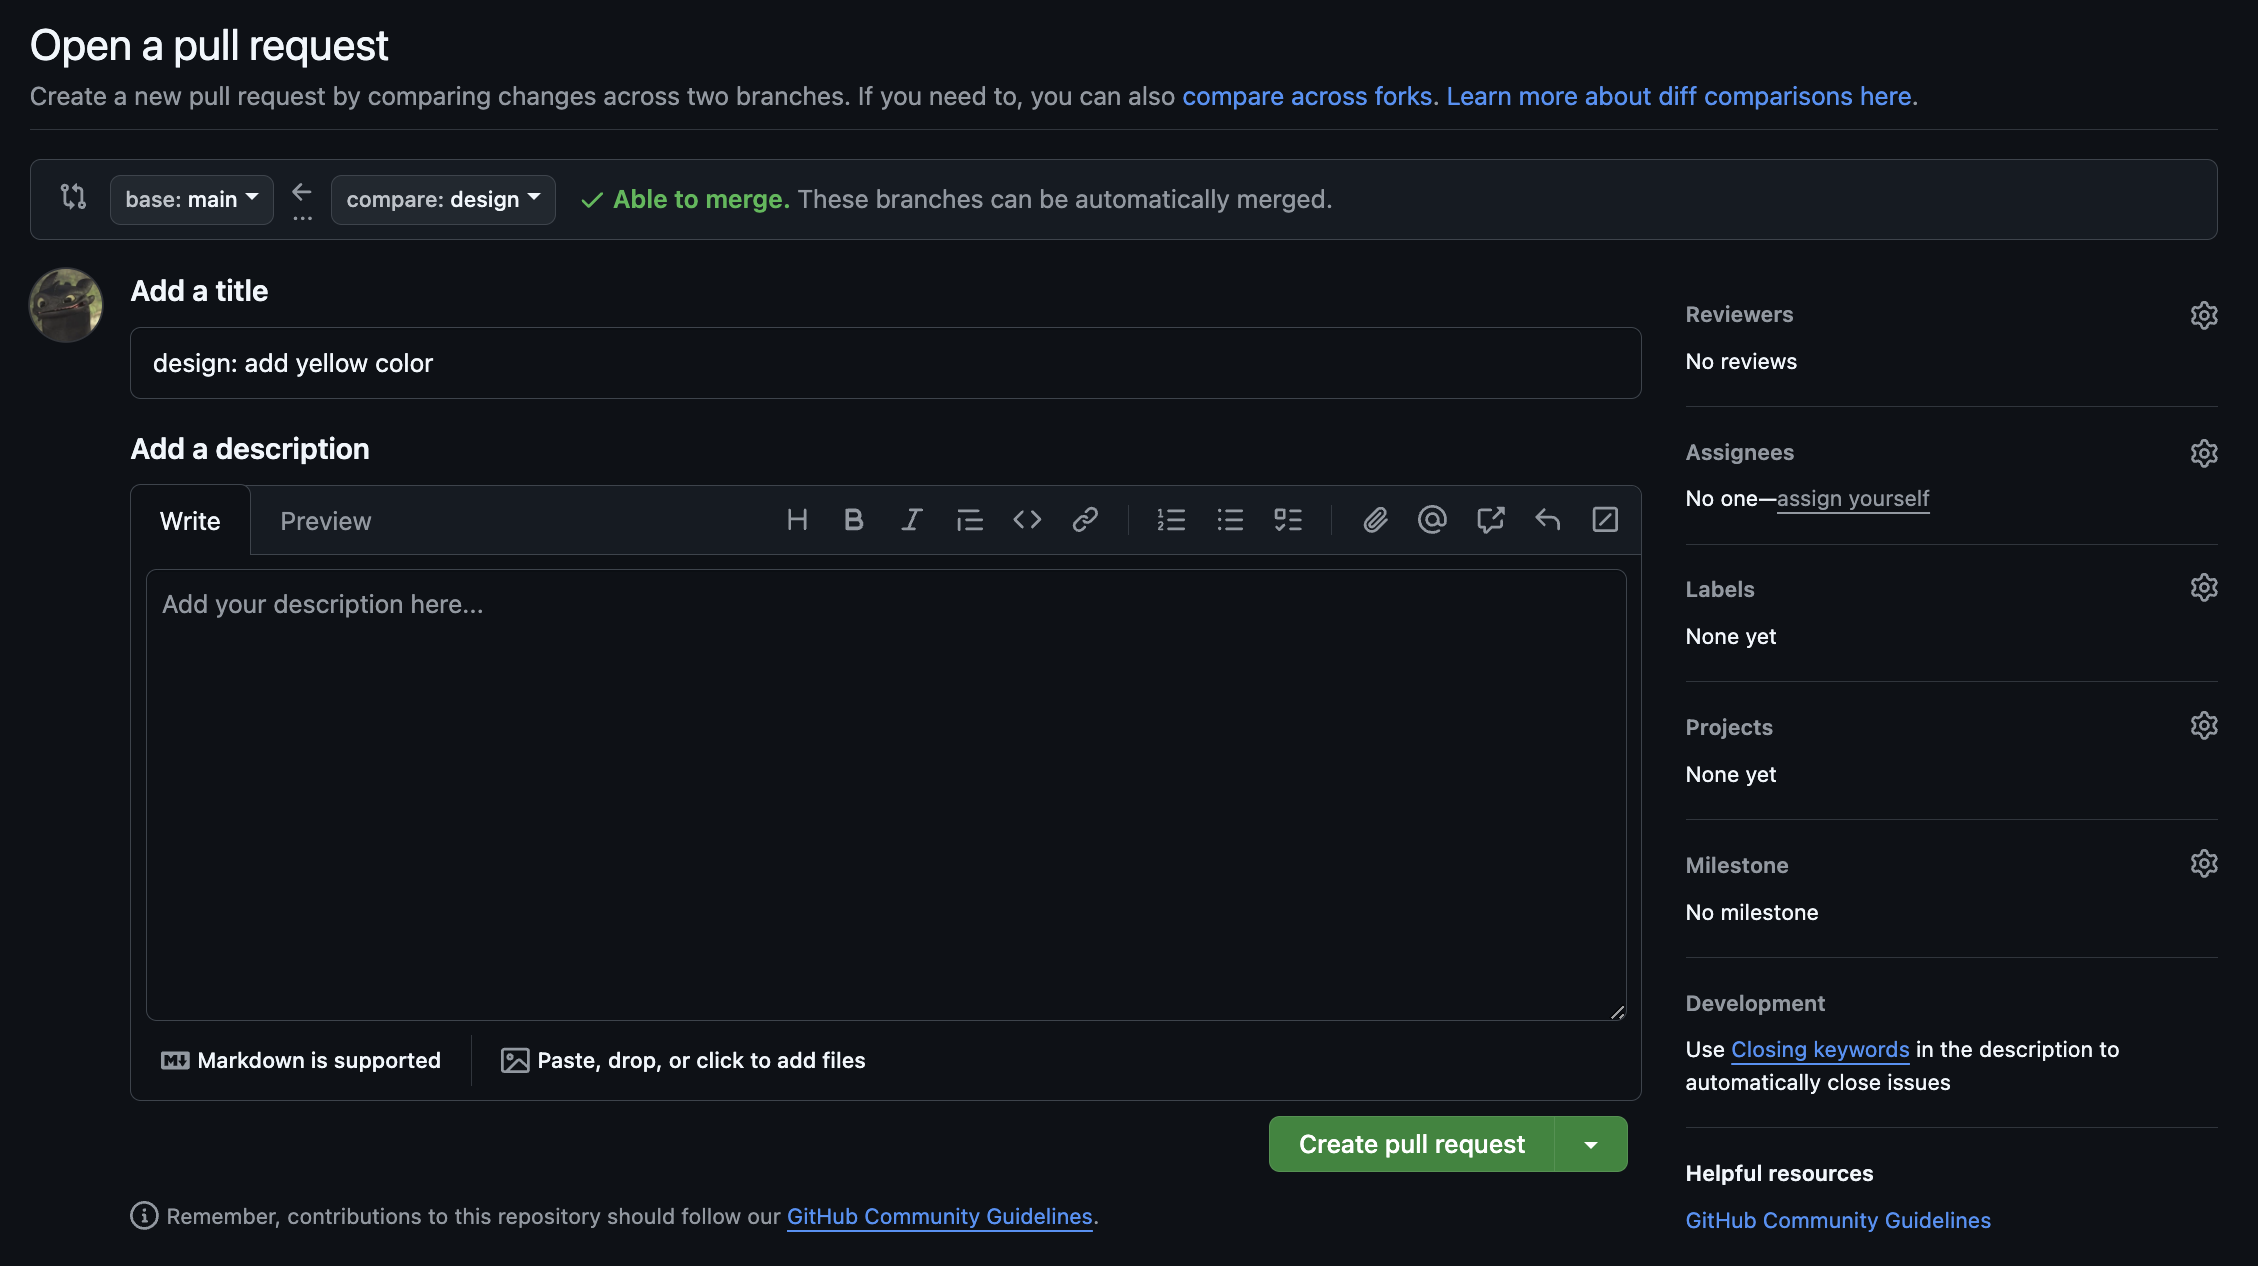 Open a pull request
Create a new pull request by comparing changes across two branches. If you need to, you can also compare across forks. Learn more about diff comparisons here.
base: main
compare: design
Able to merge. These branches can be automatically merged.
Add a title
design: add yellow color
Add a description
Write
Preview
Add your description here...
Markdown is supported
Paste, drop, or click to add files
Create pull request
Remember, contributions to this repository should follow our GitHub Community Guidelines.
Reviewers
No reviews
Assignees
No one—assign yourself
Labels
None yet
Projects
None yet
Milestone
No milestone
Development
Use Closing keywords in the description to
automatically close issues
Helpful resources
GitHub Community Guidelines